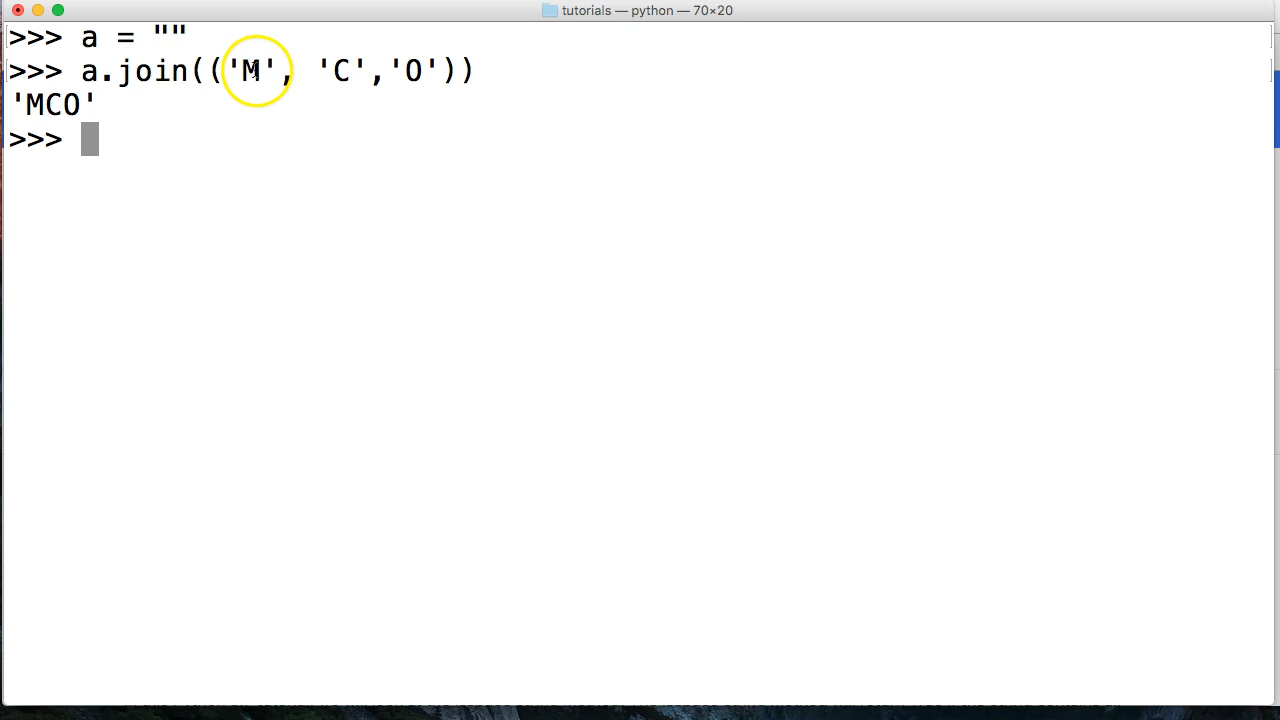 tutorials — python — 70×20
>>> a = ""
>>> a.join(('M', 'C','O'))
'MCO'
>>>